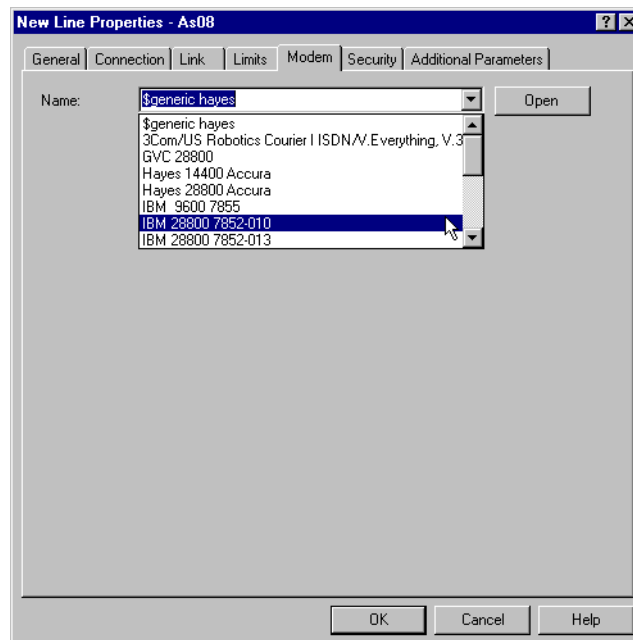 New Line Properties - As08
General Connection Link Limits Modem Security Additional Parameters
Name: $generic hayes Open
$generic hayes
3Com/US Robotics Courier I ISDN/V.Everything, V.3
GVC 28800
Hayes 14400 Accura
Hayes 28800 Accura
IBM 9600 7855
IBM 28800 7852-010
IBM 28800 7852-013
OK Cancel Help